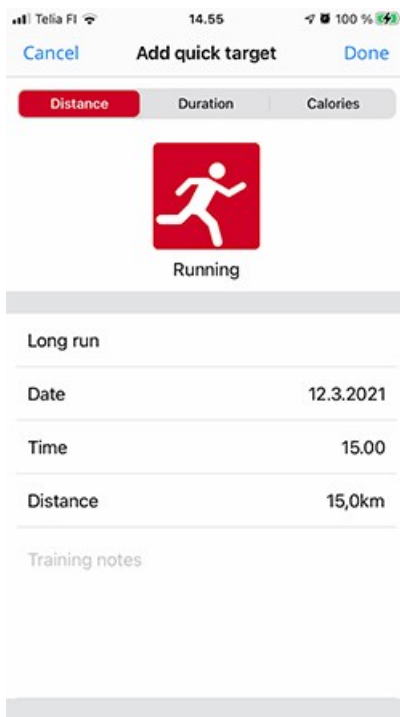 Telia FI 14.55 100 %
Cancel Add quick target Done
Distance Duration Calories
Running
Long run
Date 12.3.2021
Time 15.00
Distance 15,0km
Training notes